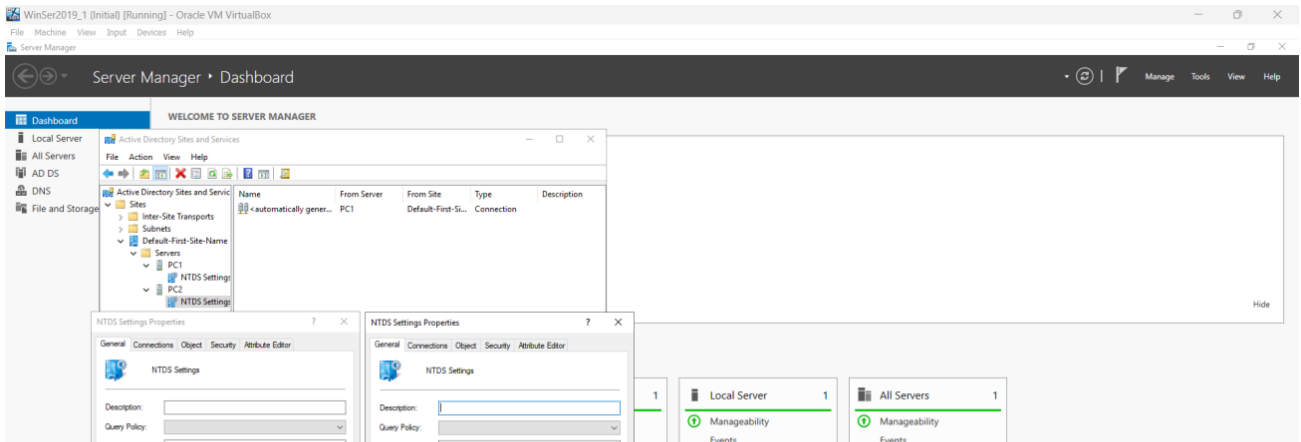 WinSer2019_1 (Initial) [Running] - Oracle VM VirtualBox
File Machine View Input Devices Help
Server Manager
Server Manager • Dashboard
Manage Tools View Help
Dashboard
Local Server
All Servers
AD DS
DNS
File and Storage
WELCOME TO SERVER MANAGER
Active Directory Sites and Services
File Action View Help
Active Directory Sites and Servic
Sites
Inter-Site Transports
Subnets
Default-First-Site-Name
Servers
PC1
NTDS Settings
PC2
NTDS Settings
Name From Server From Site Type Description
<automatically gener... PC1 Default-First-Si... Connection
Hide
NTDS Settings Properties ?
General Connections Object Security Attribute Editor
NTDS Settings
Description:
Query Policy:
NTDS Settings Properties ?
General Connections Object Security Attribute Editor
NTDS Settings
Description:
Query Policy:
1
Local Server 1
Manageability
Events
All Servers 1
Manageability
Events